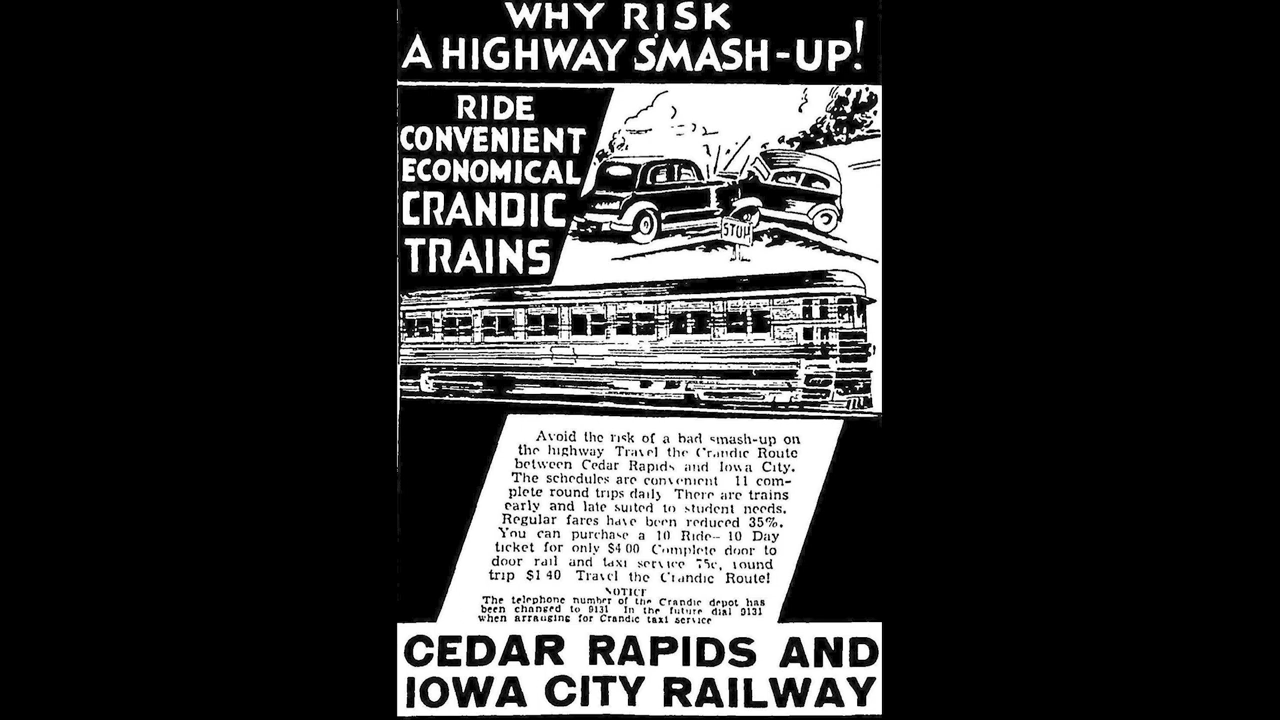 WHY RISK
A HIGHWAY SMASH-UP!
RIDE
CONVENIENT
ECONOMICAL
CRANDIC
TRAINS
STOP
Avoid the risk of a bad smash-up on
the highway Travel the Crandic Route
between Cedar Rapids and Iowa City.
The schedules are convenient 11 com-
plete round trips daily There are trains
early and late suited to student needs.
Regular fares have been reduced 35%.
You can purchase a 10 Ride- 10 Day
ticket for only $4 00 Complete door to
door rail and taxi service 75c, round
trip $1 40 Travel the Crandic Route!
NOTICE
The telephone number of the Crandic depot has
been changed to 9131 In the future dial 9131
when arranging for Crandic taxi service
CEDAR RAPIDS AND
IOWA CITY RAILWAY